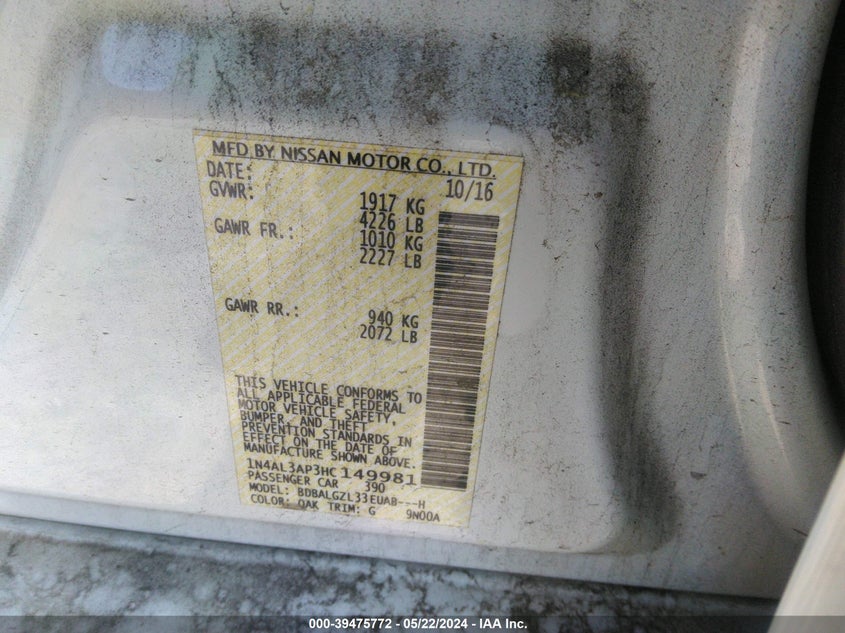 MFD BY NISSAN MOTOR CO., LTD.
DATE: 10/16
GVWR: 1917 KG
4226 LB
GAWR FR.: 1010 KG
2227 LB
GAWR RR.: 940 KG
2072 LB
THIS VEHICLE CONFORMS TO
ALL APPLICABLE FEDERAL
MOTOR VEHICLE SAFETY,
BUMPER, AND THEFT
PREVENTION STANDARDS IN
EFFECT ON THE DATE OF
MANUFACTURE SHOWN ABOVE.
1N4AL3AP3HC149981
PASSENGER CAR 390
MODEL: BDBALGZL33EUAB---H
COLOR: QAK TRIM: G 9N00A
000-39475772 - 05/22/2024 - IAA Inc.